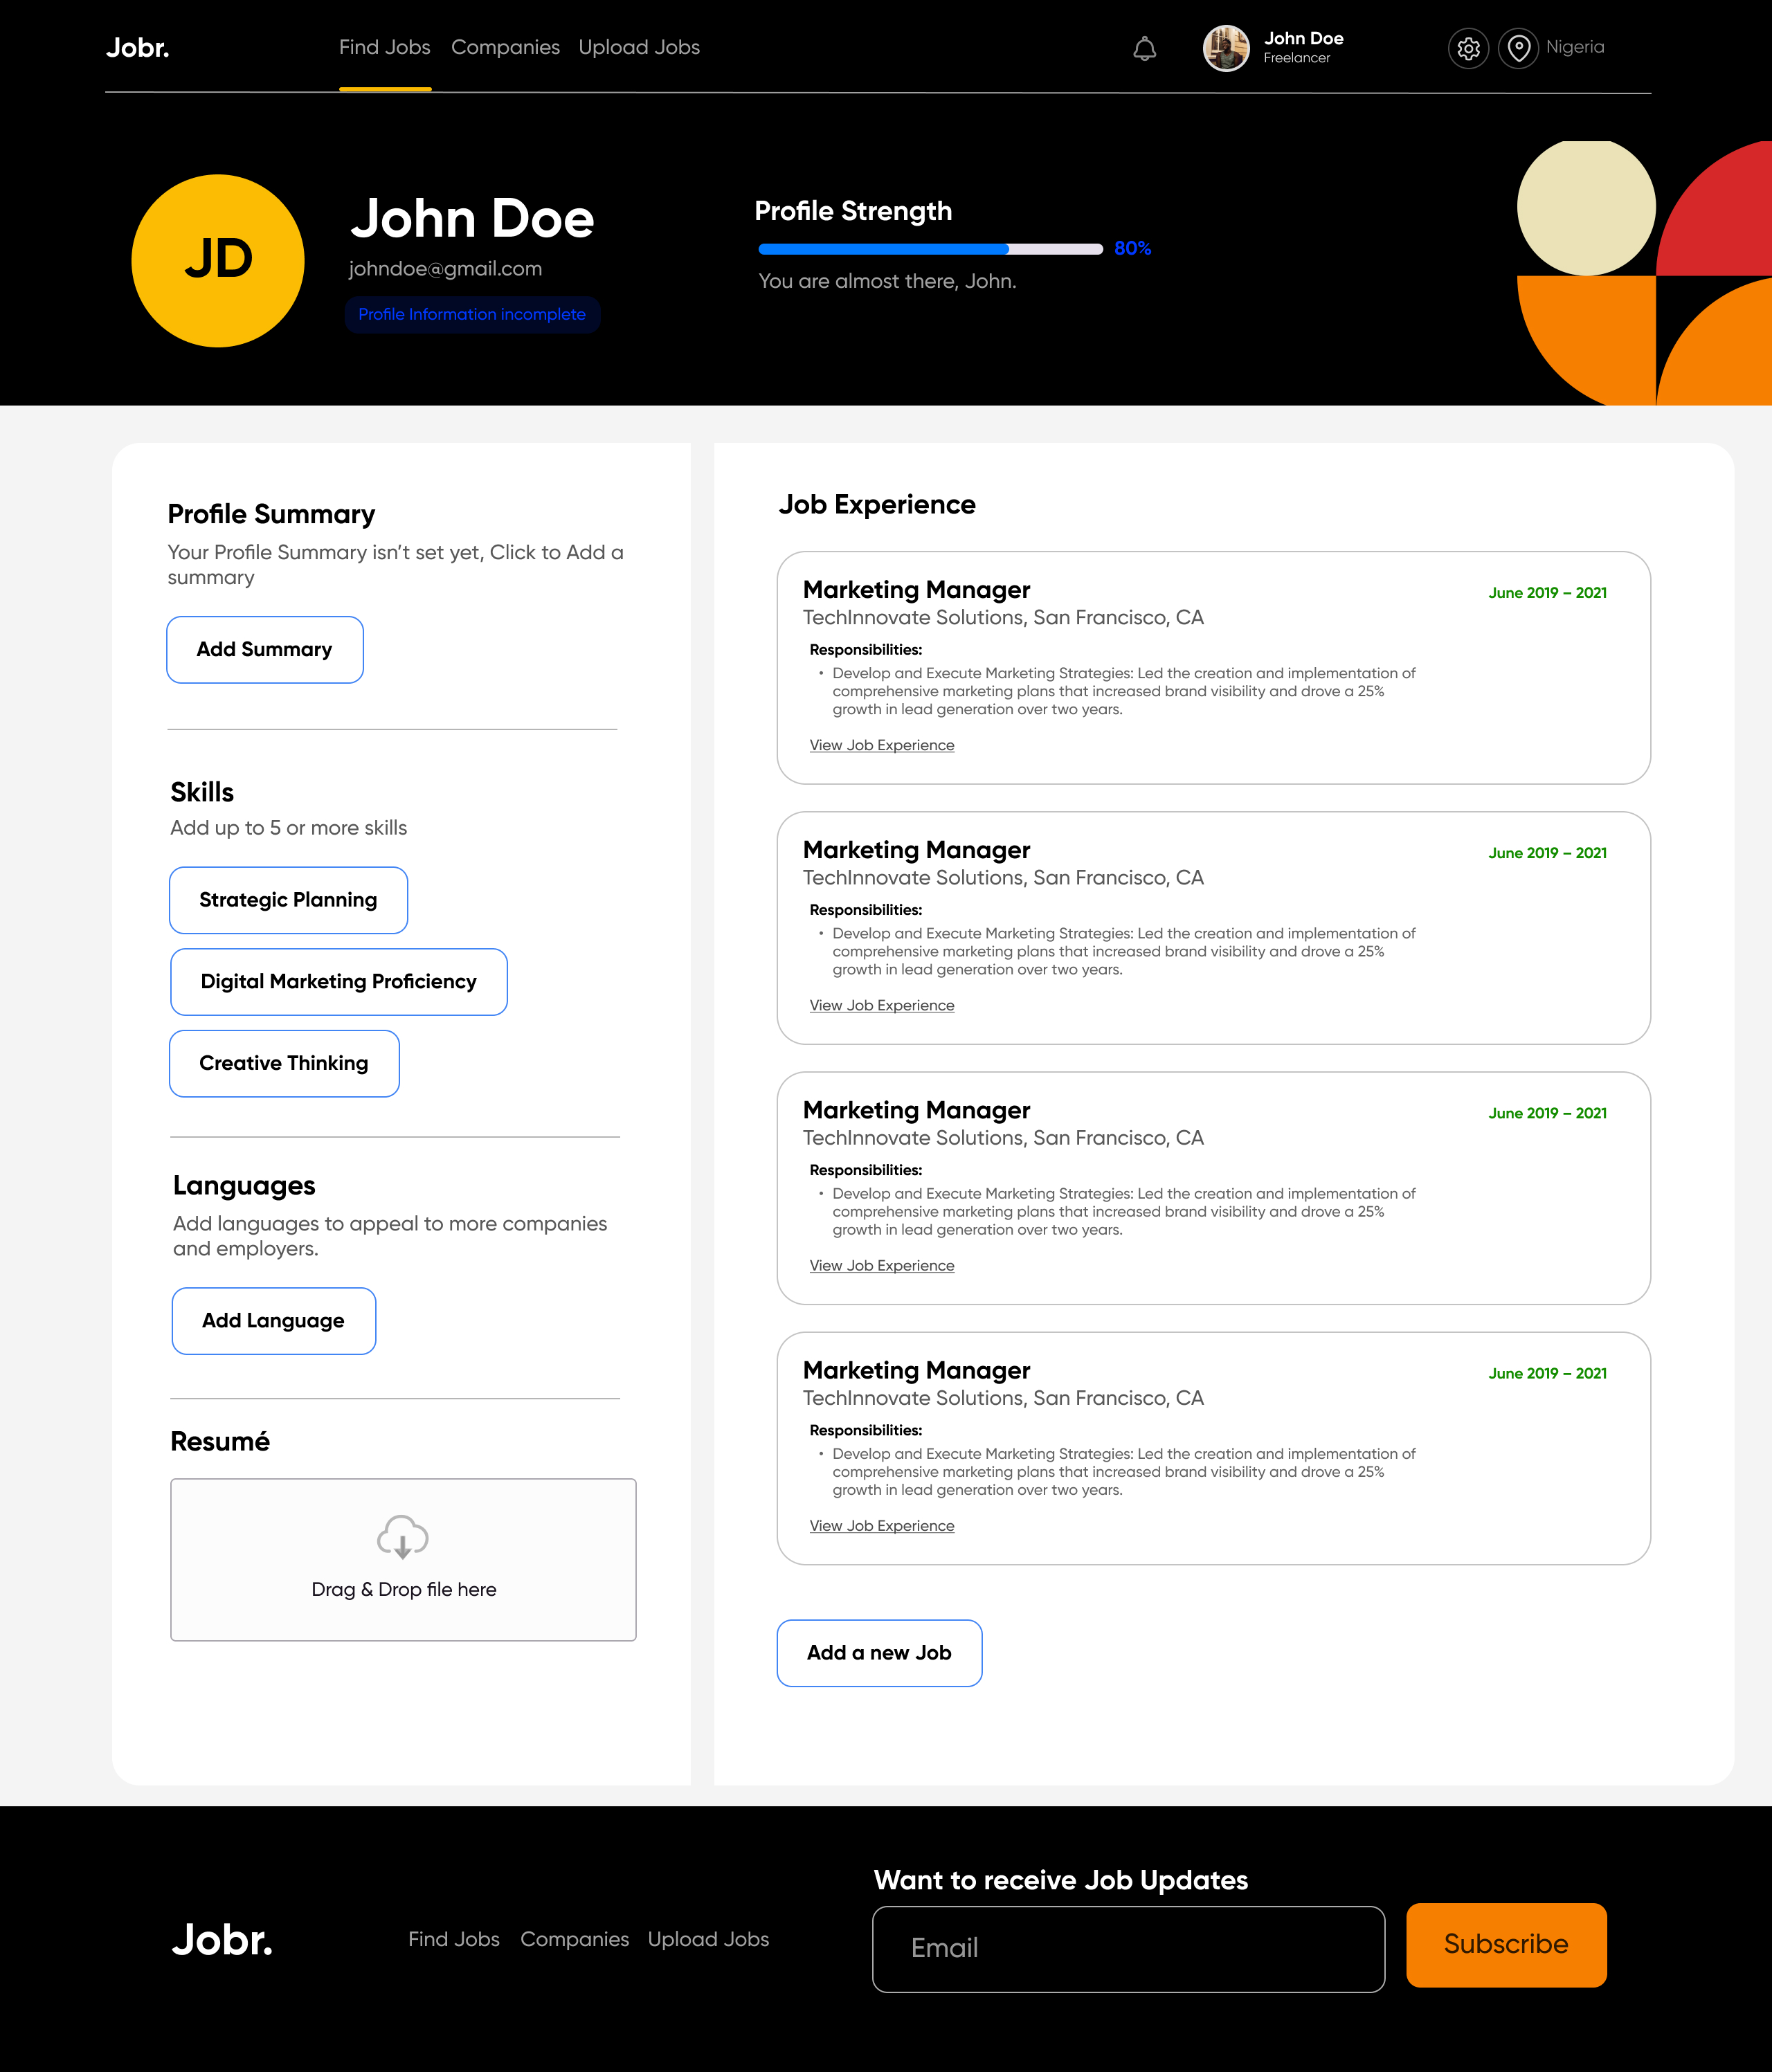 Jobr.
Find Jobs Companies Upload Jobs
John Doe
Freelancer
Nigeria
JD
John Doe
johndoe@gmail.com
Profile Information incomplete
Profile Strength
80%
You are almost there, John.
Profile Summary
Your Profile Summary isn’t set yet, Click to Add a
summary
Add Summary
Skills
Add up to 5 or more skills
Strategic Planning
Digital Marketing Proficiency
Creative Thinking
Languages
Add languages to appeal to more companies
and employers.
Add Language
Resumé
Drag & Drop file here
Job Experience
Marketing Manager
June 2019 – 2021
TechInnovate Solutions, San Francisco, CA
Responsibilities:
• Develop and Execute Marketing Strategies: Led the creation and implementation of
comprehensive marketing plans that increased brand visibility and drove a 25%
growth in lead generation over two years.
View Job Experience
Marketing Manager
June 2019 – 2021
TechInnovate Solutions, San Francisco, CA
Responsibilities:
• Develop and Execute Marketing Strategies: Led the creation and implementation of
comprehensive marketing plans that increased brand visibility and drove a 25%
growth in lead generation over two years.
View Job Experience
Marketing Manager
June 2019 – 2021
TechInnovate Solutions, San Francisco, CA
Responsibilities:
• Develop and Execute Marketing Strategies: Led the creation and implementation of
comprehensive marketing plans that increased brand visibility and drove a 25%
growth in lead generation over two years.
View Job Experience
Marketing Manager
June 2019 – 2021
TechInnovate Solutions, San Francisco, CA
Responsibilities:
• Develop and Execute Marketing Strategies: Led the creation and implementation of
comprehensive marketing plans that increased brand visibility and drove a 25%
growth in lead generation over two years.
View Job Experience
Add a new Job
Jobr.
Find Jobs Companies Upload Jobs
Want to receive Job Updates
Email
Subscribe